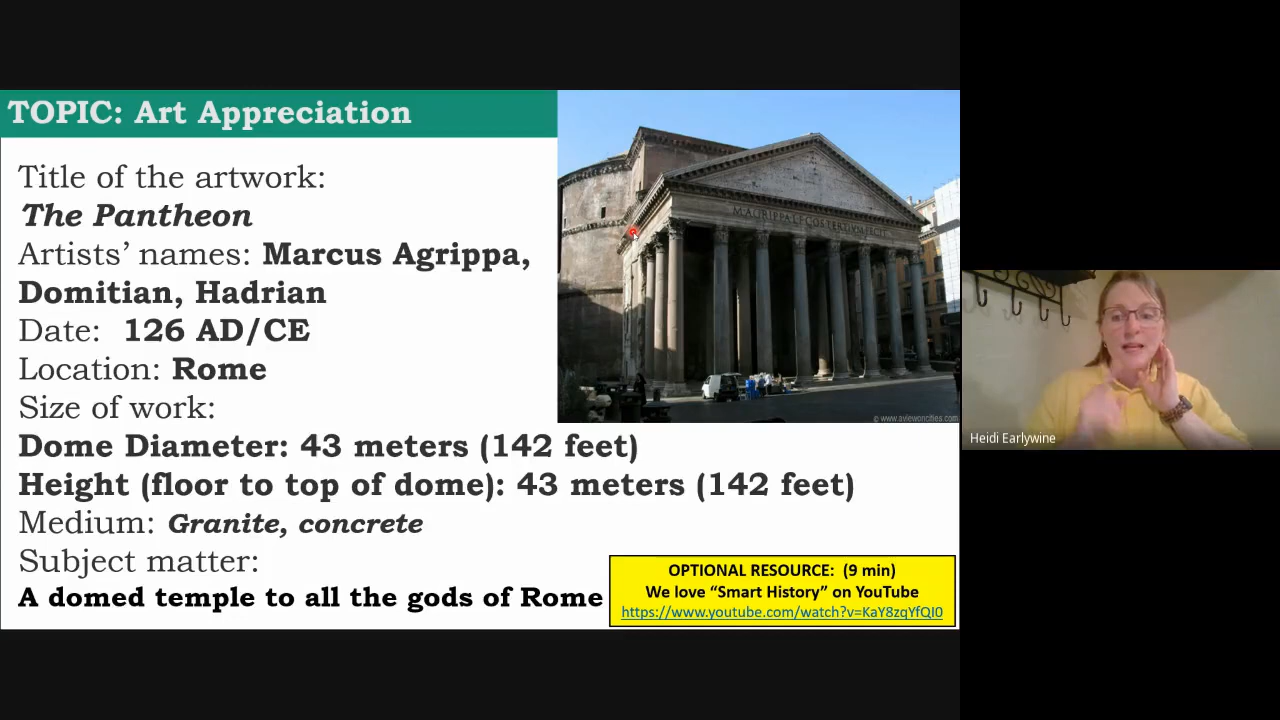 TOPIC: Art Appreciation
Title of the artwork:
The Pantheon
Artists’ names: Marcus Agrippa,
Domitian, Hadrian
Date: 126 AD/CE
Location: Rome
Size of work:
Dome Diameter: 43 meters (142 feet)
Height (floor to top of dome): 43 meters (142 feet)
Medium: Granite, concrete
Subject matter:
A domed temple to all the gods of Rome
© www.aviewoncities.com
OPTIONAL RESOURCE: (9 min)
We love “Smart History” on YouTube
https://www.youtube.com/watch?v=KaY8zqYfQI0
Heidi Earlywine